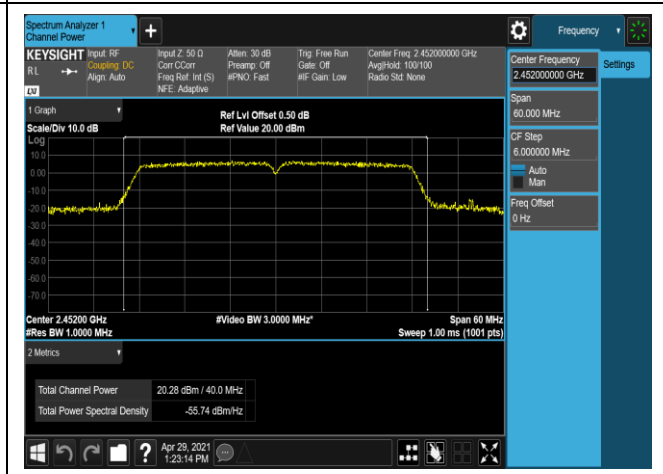 Spectrum Analyzer 1
Channel Power
+
Frequency
KEYSIGHT
RL
LXI
Input: RF
Coupling: DC
Align: Auto
Input Z: 50 Ω
Corr CCorr
Freq Ref: Int (S)
NFE: Adaptive
Atten: 30 dB
Preamp: Off
#PNO: Fast
Trig: Free Run
Gate: Off
#IF Gain: Low
Center Freq: 2.452000000 GHz
Avg|Hold: 100/100
Radio Std: None
Center Frequency
2.452000000 GHz
Settings
Span
60.000 MHz
CF Step
6.000000 MHz
Auto
Man
Freq Offset
0 Hz
1 Graph
Scale/Div 10.0 dB
Ref Lvl Offset 0.50 dB
Ref Value 20.00 dBm
Log
10.0
0.00
-10.0
-20.0
-30.0
-40.0
-50.0
-60.0
-70.0
Center 2.45200 GHz
#Video BW 3.0000 MHz*
Span 60 MHz
#Res BW 1.0000 MHz
Sweep 1.00 ms (1001 pts)
2 Metrics
Total Channel Power 20.28 dBm / 40.0 MHz
Total Power Spectral Density -55.74 dBm/Hz
?
Apr 29, 2021
1:23:14 PM